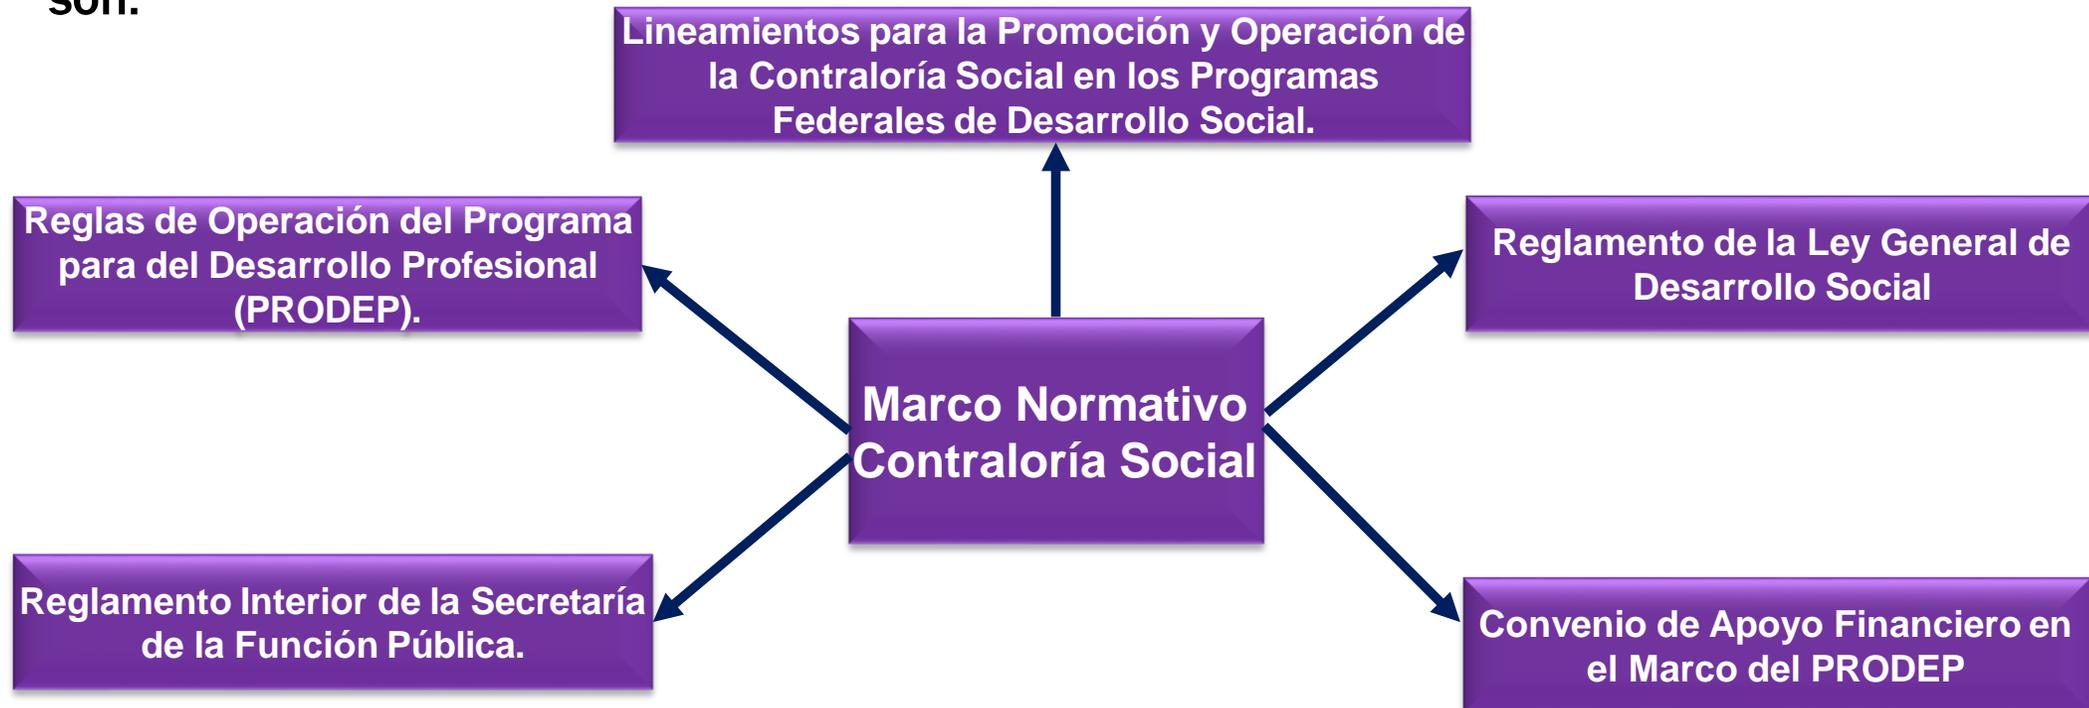 son:
Lineamientos para la Promoción y Operación de
la Contraloría Social en los Programas
Federales de Desarrollo Social.
Reglas de Operación del Programa
para del Desarrollo Profesional
(PRODEP).
Reglamento de la Ley General de
Desarrollo Social
Marco Normativo
Contraloría Social
Reglamento Interior de la Secretaría
de la Función Pública.
Convenio de Apoyo Financiero en
el Marco del PRODEP